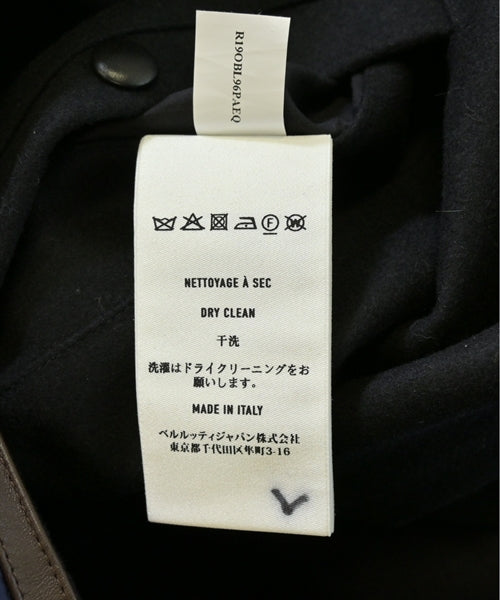 R19OBL96PAEQ
NETTOYAGE À SEC
DRY CLEAN
干洗
洗濯はドライクリーニングをお
願いします。
MADE IN ITALY
ベルルッティジャパン株式会社
東京都千代田区隼町3-16